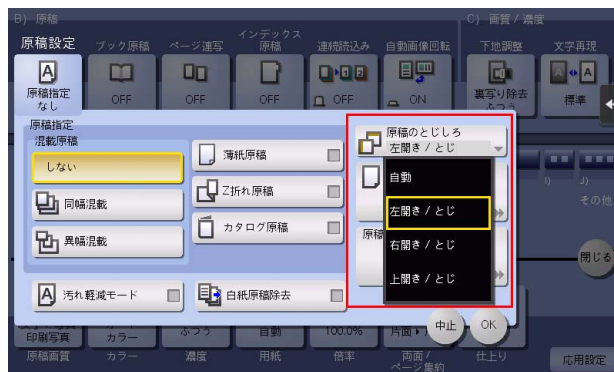 B) 原稿
C) 画質 / 濃度
原稿設定
ブック原稿
ページ連写
インデックス
原稿
連続読込み
自動画像回転
下地調整
文字再現
原稿指定
なし
OFF
OFF
OFF
OFF
ON
裏写り除去
ふつう
標準
原稿指定
混載原稿
しない
同幅混載
異幅混載
薄紙原稿
Z折れ原稿
カタログ原稿
汚れ軽減モード
白紙原稿除去
原稿のとじしろ
左開き / とじ
自動
左開き / とじ
右開き / とじ
上開き / とじ
原稿
I)
J)
その他
閉じる
中止
OK
印刷写真
カラー
ふつう
自動
100.0%
片面
原稿画質
カラー
濃度
用紙
倍率
両面 /
ページ集約
仕上り
応用設定